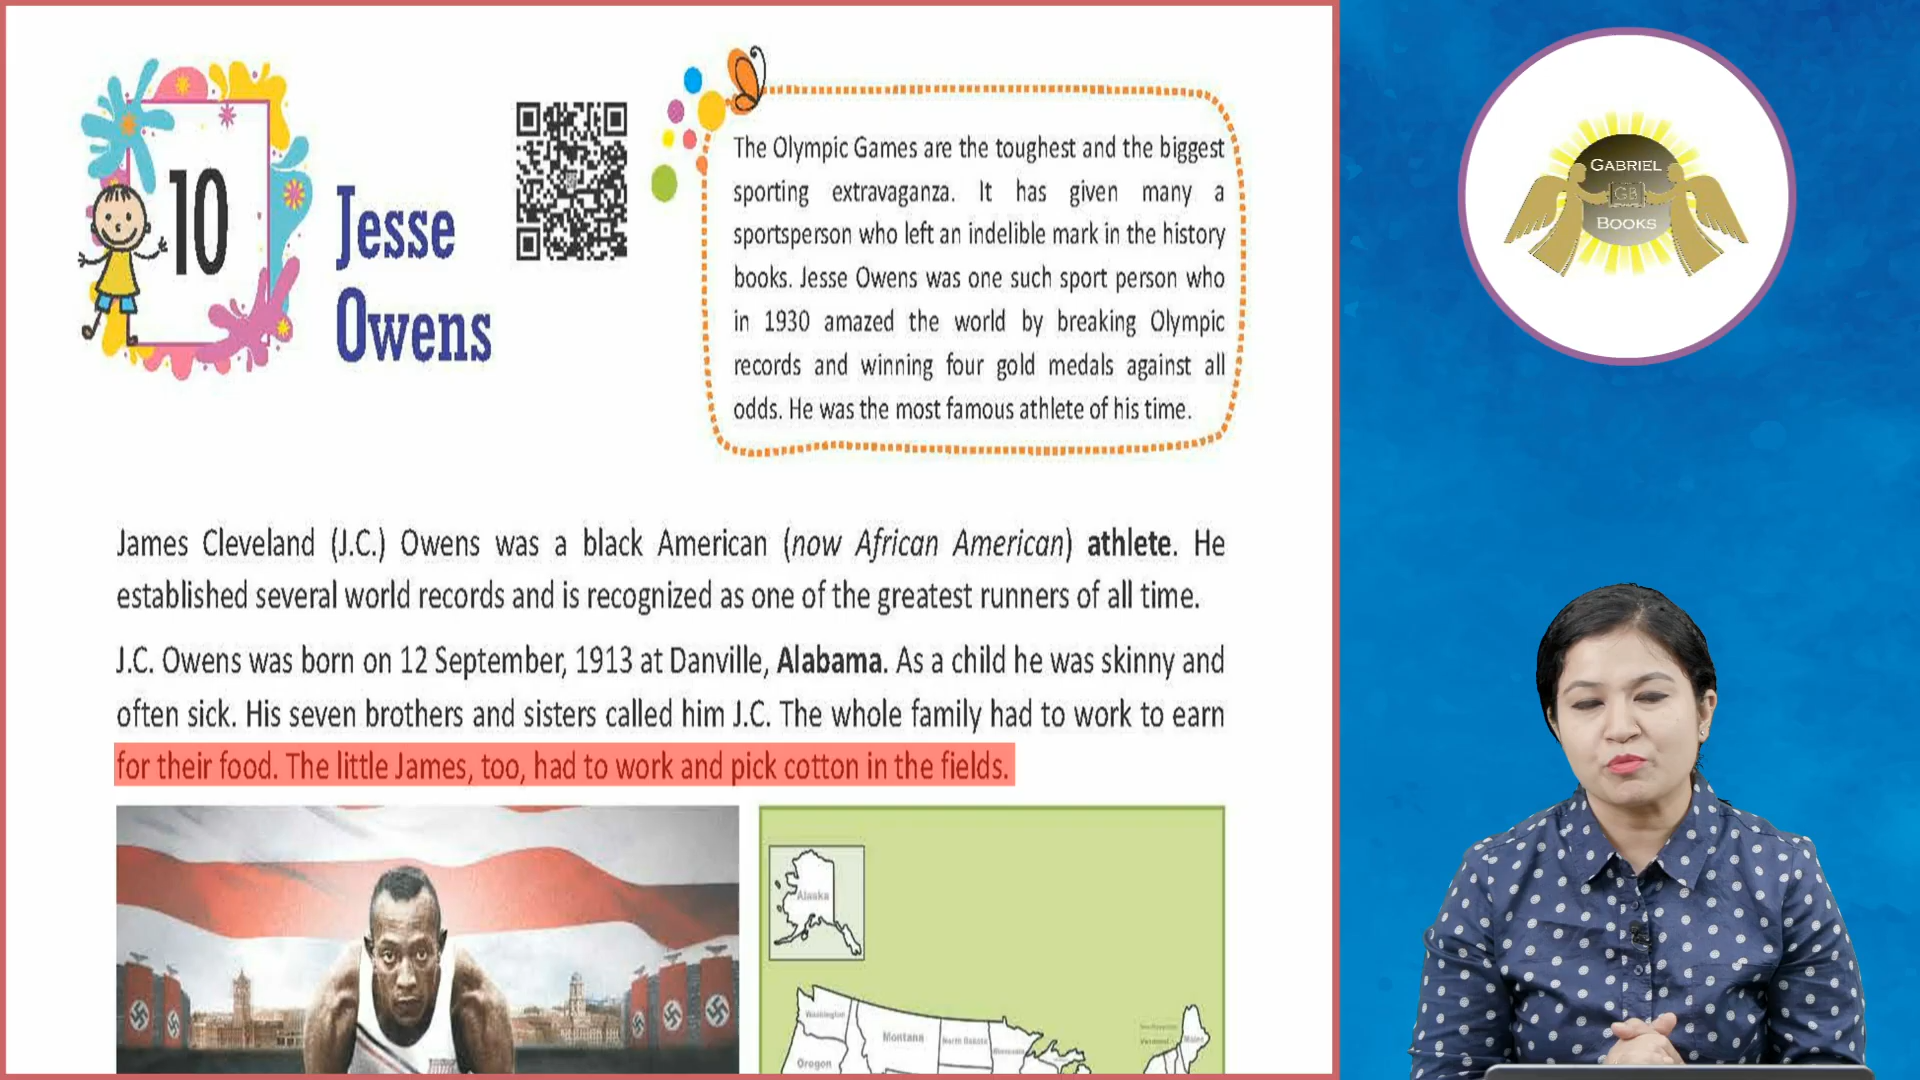 10
Jesse
Owens
The Olympic Games are the toughest and the biggest
sporting extravaganza. It has given many a
sportsperson who left an indelible mark in the history
books. Jesse Owens was one such sport person who
in 1930 amazed the world by breaking Olympic
records and winning four gold medals against all
odds. He was the most famous athlete of his time.
James Cleveland (J.C.) Owens was a black American (now African American) athlete. He
established several world records and is recognized as one of the greatest runners of all time.
J.C. Owens was born on 12 September, 1913 at Danville, Alabama. As a child he was skinny and
often sick. His seven brothers and sisters called him J.C. The whole family had to work to earn
for their food. The little James, too, had to work and pick cotton in the fields.
Alaska
Washington
Montana
North Dakota
Oregon
Vermont
Maine
GABRIEL
GB
BOOKS